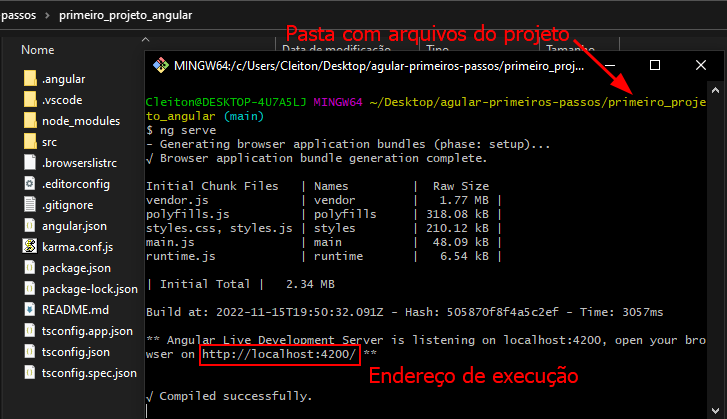 passos > primeiro_projeto_angular
Pasta com arquivos do projeto
Nome
Data de modificação
Tipo
Tamanho
MINGW64:/c/Users/Cleiton/Desktop/agular-primeiros-passos/primeiro_proj...
.angular
.vscode
node_modules
src
.browserslistrc
.editorconfig
.gitignore
angular.json
karma.conf.js
package.json
package-lock.json
README.md
tsconfig.app.json
tsconfig.json
tsconfig.spec.json
Cleiton@DESKTOP-4U7A5LJ MINGW64 ~/Desktop/agular-primeiros-passos/primeiro_proje
to_angular (main)
$ ng serve
- Generating browser application bundles (phase: setup)...
√ Browser application bundle generation complete.
Initial Chunk Files | Names | Raw Size
vendor.js | vendor | 1.77 MB |
polyfills.js | polyfills | 318.08 kB |
styles.css, styles.js | styles | 210.12 kB |
main.js | main | 48.09 kB |
runtime.js | runtime | 6.54 kB |
| Initial Total | 2.34 MB
Build at: 2022-11-15T19:50:32.091Z - Hash: 505870f8f4a5c2ef - Time: 3057ms
** Angular Live Development Server is listening on localhost:4200, open your bro
wser on http://localhost:4200/ **
Endereço de execução
√ Compiled successfully.